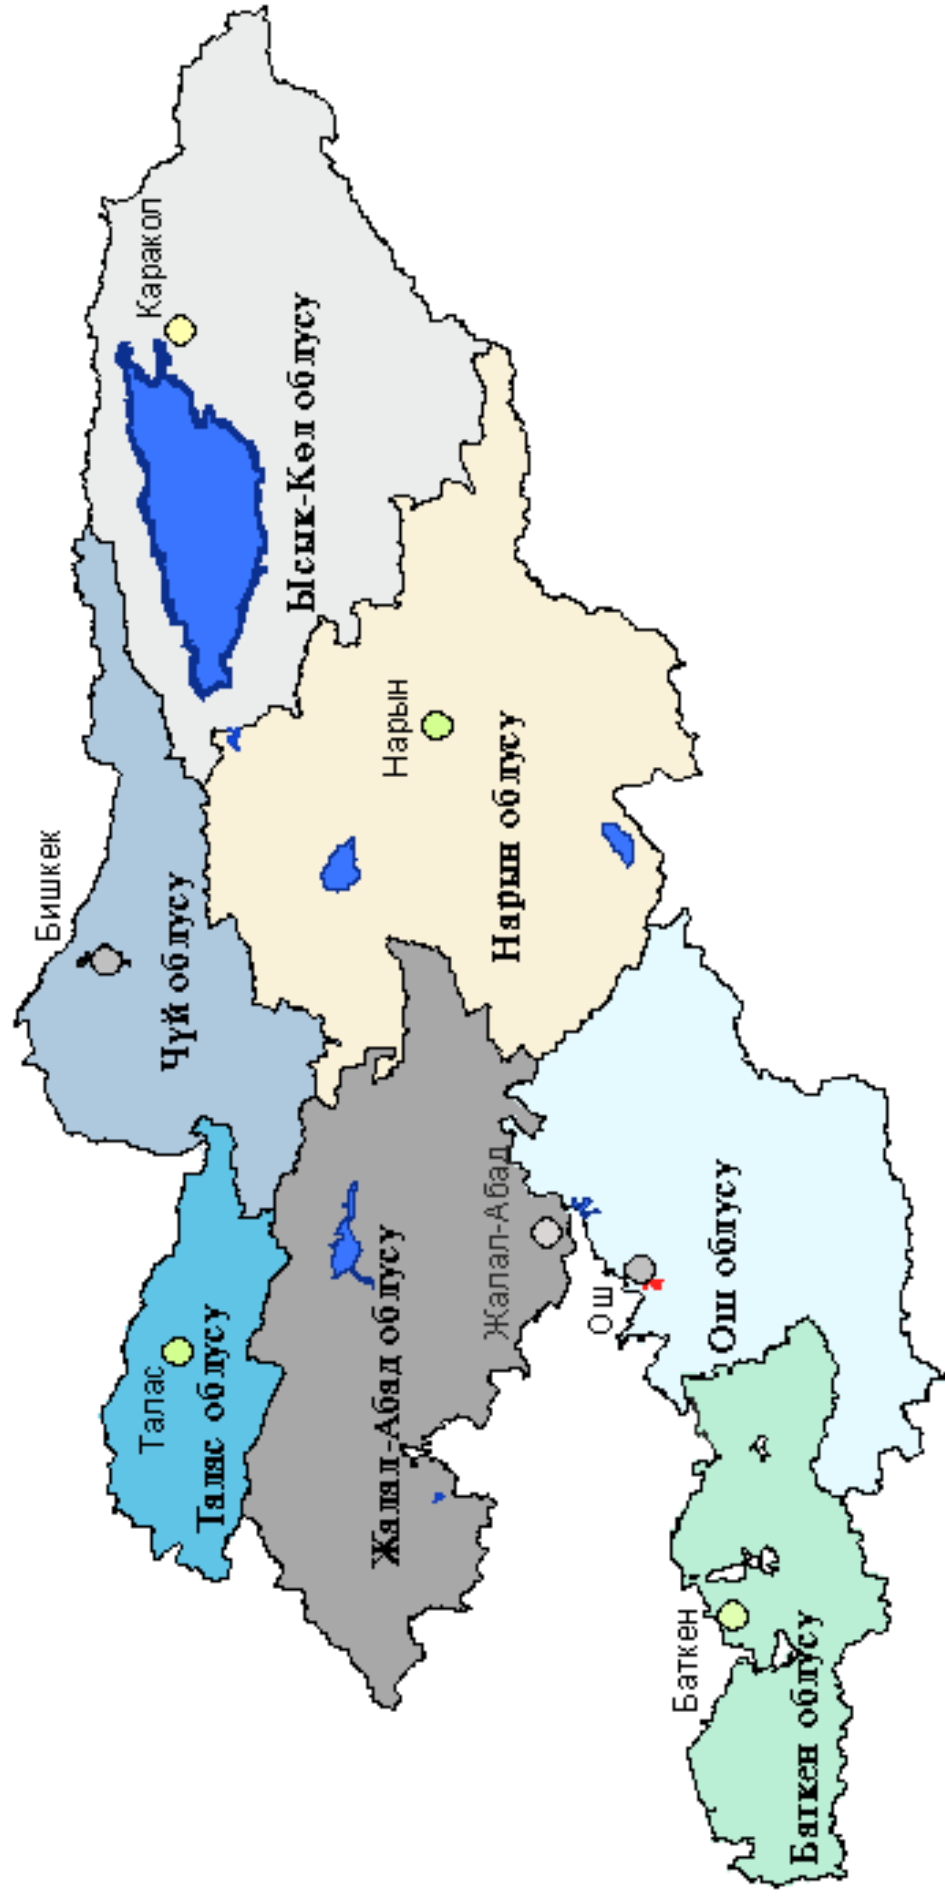 Бишкек
Чүй облусу
Талас
Талас облусу
Каракол
Ысык-Көл облусу
Нарын
Нарын облусу
Жалал-Абад
Жалал-Абад облусу
Ош
Ош облусу
Баткен
Баткен облусу